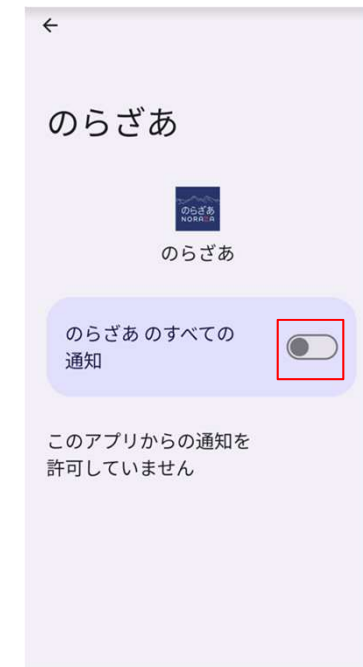 のらざあ
のらざあ
NORAZA
のらざあ
のらざあ のすべての
通知
このアプリからの通知を
許可していません